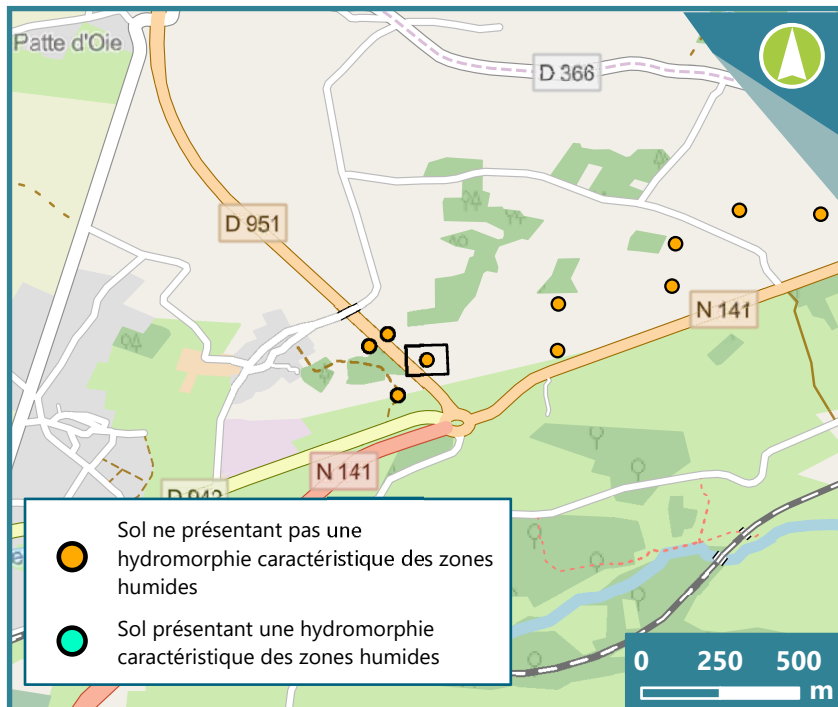 Patte d'Oie
D 366
D 951
N 141
N 141
D 942
Sol ne présentant pas une
hydromorphie caractéristique des zones
humides
Sol présentant une hydromorphie
caractéristique des zones humides
0 250 500
m